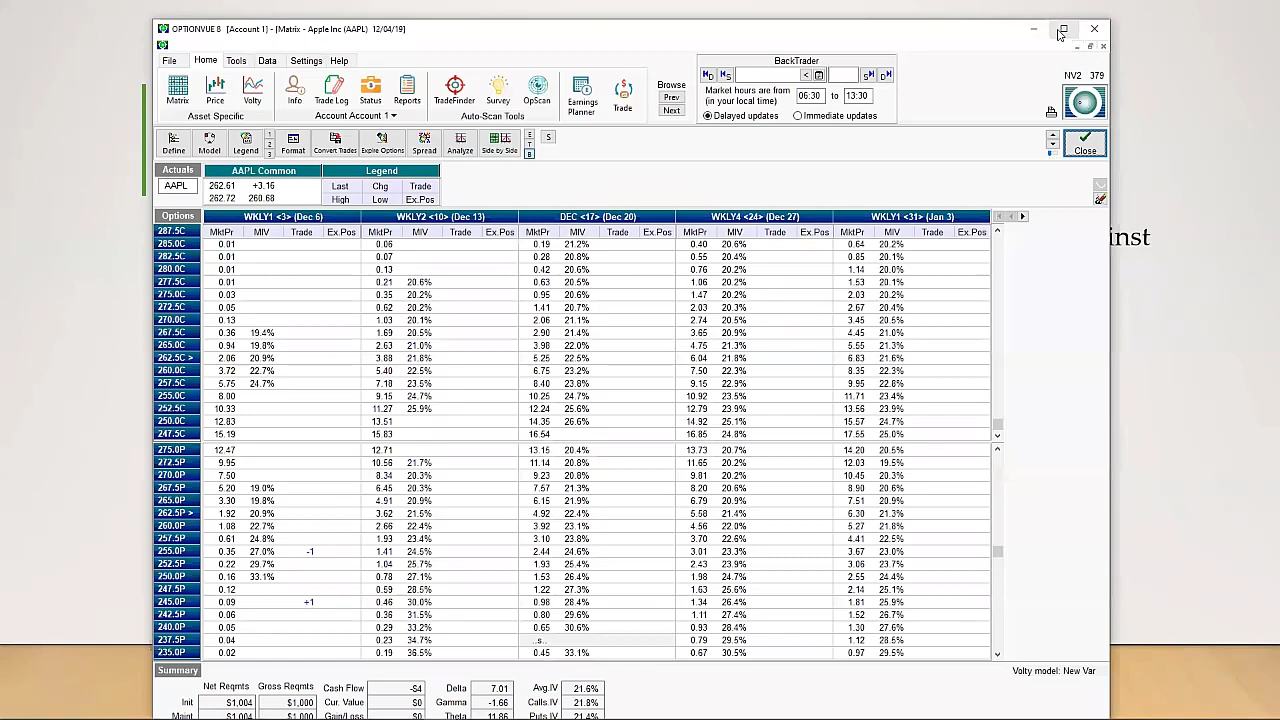 OPTIONVUE 8 [Account 1] - [Matrix - Apple Inc (AAPL) 12/04/19]
File Home Tools Data Settings Help
Matrix Price Volty Info Trade Log Status Reports TradeFinder Survey OpScan Earnings Planner Trade
Asset Specific Account Account 1 Auto-Scan Tools
Browse
Prev
Next
BackTrader
Market hours are from 06:30 to 13:30
(in your local time)
Delayed updates Immediate updates
NV2 379
Define Model Legend 1 2 3 Format Convert Trades Expire Options Spread Analyze Side by Side E T B S Close
Actuals AAPL Common Legend
AAPL 262.61 +3.16 Last Chg Trade
262.72 260.68 High Low Ex.Pos
inst
Options WKLY1 <3> (Dec 6) WKLY2 <10> (Dec 13) DEC <17> (Dec 20) WKLY4 <24> (Dec 27) WKLY1 <31> (Jan 3)
287.5C MktPr MIV Trade Ex.Pos MktPr MIV Trade Ex.Pos MktPr MIV Trade Ex.Pos MktPr MIV Trade Ex.Pos MktPr MIV Trade Ex.Pos
285.0C 0.01 0.06 0.19 21.2% 0.40 20.6% 0.64 20.2%
282.5C 0.01 0.07 0.28 20.8% 0.55 20.4% 0.85 %
280.0C 0.01 0.13 0.42 20.6% 0.76 20.2% 1.14 %
277.5C 0.01 0.21 20.6% 0.63 20.5% 1.06 20.2% 1.53 20.1%
275.0C 0.03 0.35 20.2% 0.95 20.6% 1.47 20.2% 2.03 20.2%
272.5C 0.05 0.62 20.2% 1.41 20.7% 2.03 20.3% 2.67 20.4%
270.0C 0.13 1.03 20.1% 2.06 21.1% 2.74 20.5% 3.45 20.5%
267.5C 0.36 19.4% 1.69 20.5% 2.90 21.4% 3.65 20.9% 4.45 21.0%
265.0C 0.94 19.8% 2.63 21.0% 3.98 22.0% 4.75 21.3% 5.55 21.3%
262.5C > 2.06 20.9% 3.88 21.8% 5.25 22.5% 6.04 21.8% 6.83 21.6%
260.0C 3.72 22.7% 5.40 22.5% 6.75 23.2% 7.50 22.3% 8.35 22.3%
257.5C 5.75 24.7% 7.18 23.5% 8.40 23.8% 9.15 22.9% 9.95 22.8%
255.0C 8.00 9.15 24.7% 10.25 24.7% 10.92 23.5% 11.71 23.4%
252.5C 10.33 11.27 25.9% 12.24 25.6% 12.79 23.9% 13.56 23.9%
250.0C 12.83 13.51 14.35 26.6% 14.92 25.1% 15.57 24.7%
247.5C 15.19 15.83 16.54 16.85 24.8% 17.55 25.0%
275.0P 12.47 12.71 13.15 20.4% 13.73 20.7% 14.20 20.5%
272.5P 9.95 10.56 21.7% 11.14 20.8% 11.65 20.2% 12.03 19.5%
270.0P 7.50 8.34 20.3% 9.23 20.8% 9.81 20.2% 10.45 20.3%
267.5P 5.20 19.0% 6.45 20.3% 7.57 21.3% 8.20 20.6% 8.90 20.6%
265.0P 3.30 19.8% 4.91 20.9% 6.15 21.9% 6.79 20.9% 7.51 20.9%
262.5P > 1.92 20.9% 3.62 21.5% 4.92 22.4% 5.58 21.4% 6.30 21.3%
260.0P 1.08 22.7% 2.66 22.4% 3.92 23.1% 4.56 22.0% 5.27 21.8%
257.5P 0.61 24.8% 1.93 23.4% 3.10 23.8% 3.70 22.6% 4.41 22.5%
255.0P 0.35 27.0% -1 1.41 24.5% 2.44 24.6% 3.01 23.3% 3.67 23.0%
252.5P 0.22 29.7% 1.04 25.7% 1.93 25.4% 2.43 23.9% 3.06 23.7%
250.0P 0.16 33.1% 0.78 27.1% 1.53 26.4% 1.98 24.7% 2.55 24.4%
247.5P 0.12 0.59 28.5% 1.22 27.3% 1.63 25.6% 2.14 25.1%
245.0P 0.09 +1 0.46 30.0% 0.98 28.4% 1.34 26.4% 1.81 25.9%
242.5P 0.06 0.36 31.5% 0.80 29.6% 1.14 27.4% 1.52 26.7%
240.0P 0.05 0.29 33.2% 0.65 30.6% 0.93 28.4% 1.30 27.6%
237.5P 0.04 0.23 34.7% ..s.. 0.79 29.5% 1.12 28.5%
235.0P 0.02 0.19 36.5% 0.45 33.1% 0.67 30.5% 0.97 29.5%
Summary Volty model: New Var
Net Reqmts Gross Reqmts Cash Flow -$4 Delta 7.01 Avg.IV 21.6%
Init $1,004 $1,000 Cur. Value $0 Gamma -1.66 Calls IV 21.8%
Maint $1,004 $1,000 Gain/Loss $0 Theta 11.86 Puts IV 21.4%